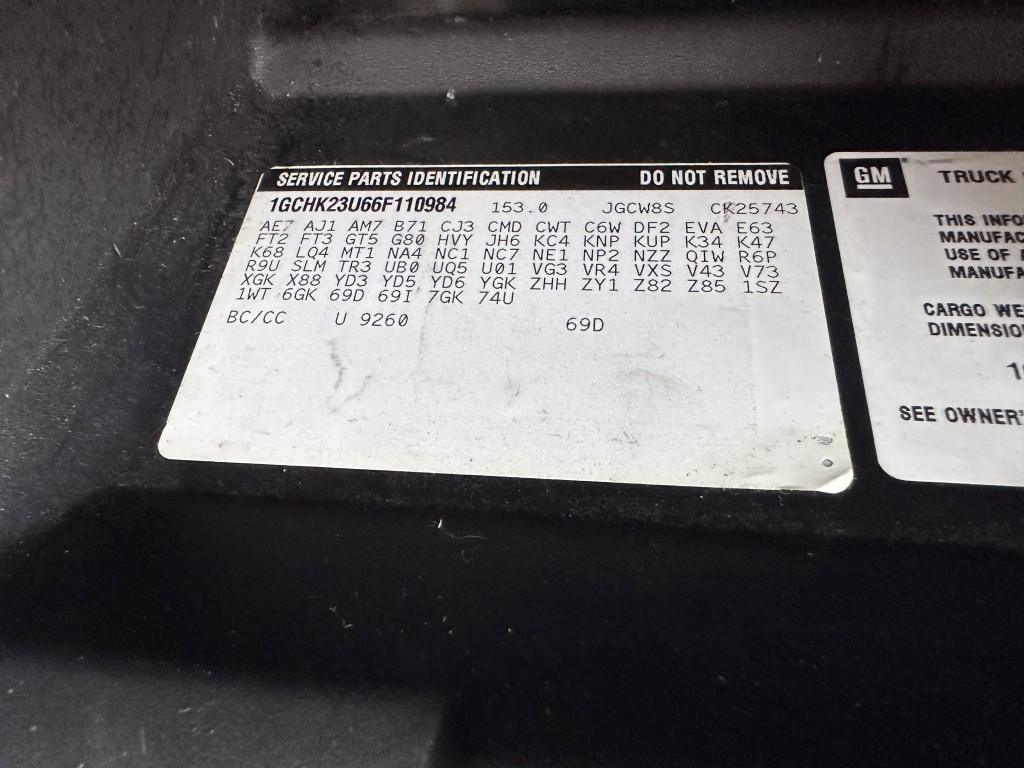 SERVICE PARTS IDENTIFICATION DO NOT REMOVE
1GCHK23U66F110984 153.0 JGCW8S CK25743
AE7 AJ1 AM7 B71 CJ3 CMD CWT C6W DF2 EVA E63
FT2 FT3 GT5 G80 HVY JH6 KC4 KNP KUP K34 K47
K68 LQ4 MT1 NA4 NC1 NC7 NE1 NP2 NZZ QIW R6P
R9U SLM TR3 UB0 UQ5 U01 VG3 VR4 VXS V43 V73
XGK X88 YD3 YD5 YD6 YGK ZHH ZY1 Z82 Z85 1SZ
1WT 6GK 69D 69I 7GK 74U
BC/CC U 9260 69D
GM TRUCK
THIS INFO
MANUFAC
USE OF A
MANUFA
CARGO WE
DIMENSIO
SEE OWNER'